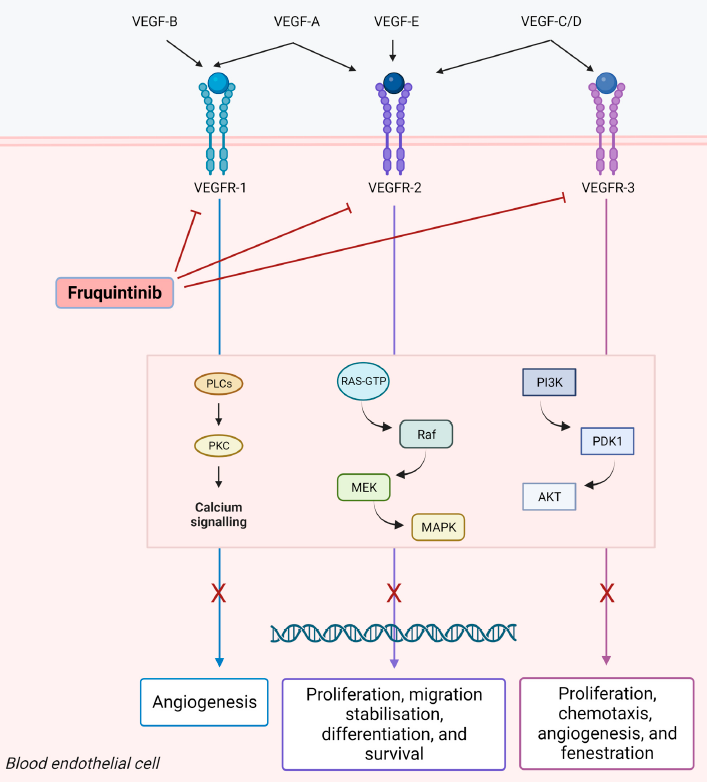 VEGF-B
VEGF-A
VEGF-E
VEGF-C/D
VEGFR-1
VEGFR-2
VEGFR-3
Fruquintinib
PLCs
PKC
Calcium
signalling
RAS-GTP
Raf
MEK
MAPK
PI3K
PDK1
AKT
X
X
X
Angiogenesis
Proliferation, migration
stabilisation,
differentiation, and
survival
Proliferation,
chemotaxis,
angiogenesis, and
fenestration
Blood endothelial cell